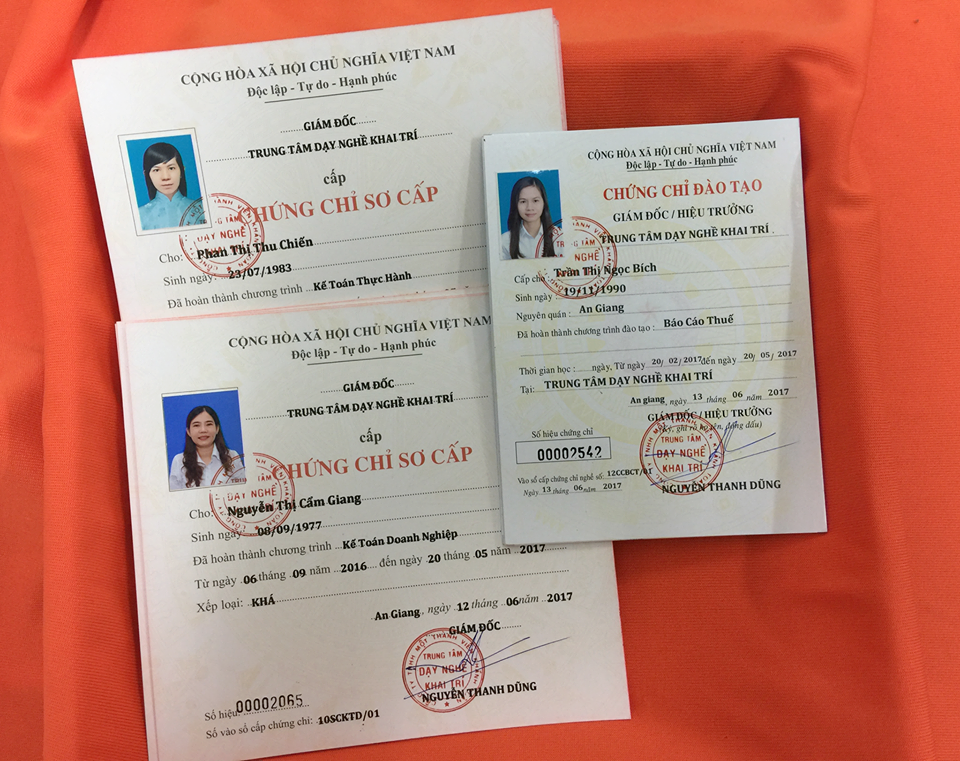 CỘNG HÒA XÃ HỘI CHỦ NGHĨA VIỆT NAM
Độc lập - Tự do - Hạnh phúc
GIÁM ĐỐC
TRUNG TÂM DẠY NGHỀ KHAI TRÍ
cấp
CHỨNG CHỈ SƠ CẤP
Cho: Phan Thị Thu Chiến
Sinh ngày: 23/07/1983
Đã hoàn thành chương trình Kế Toán Thực Hành
CỘNG HÒA XÃ HỘI CHỦ NGHĨA VIỆT NAM
Độc lập - Tự do - Hạnh phúc
GIÁM ĐỐC
TRUNG TÂM DẠY NGHỀ KHAI TRÍ
cấp
CHỨNG CHỈ SƠ CẤP
Cho: Nguyễn Thị Cẩm Giang
Sinh ngày: 08/09/1977
Đã hoàn thành chương trình Kế Toán Doanh Nghiệp
Từ ngày 06 tháng 09 năm 2016 đến ngày 20 tháng 05 năm 2017
Xếp loại: KHÁ
An Giang, ngày 12 tháng 06 năm 2017
GIÁM ĐỐC
TRUNG TÂM
DẠY NGHỀ
KHAI TRÍ
NGUYỄN THANH DŨNG
Số hiệu: 00002065
Số vào sổ cấp chứng chỉ: 10SCKTD/01
CỘNG HÒA XÃ HỘI CHỦ NGHĨA VIỆT NAM
Độc lập - Tự do - Hạnh phúc
CHỨNG CHỈ ĐÀO TẠO
GIÁM ĐỐC / HIỆU TRƯỞNG
TRUNG TÂM DẠY NGHỀ KHAI TRÍ
Cấp cho: Trần Thị Ngọc Bích
Sinh ngày: 19/11/1990
Nguyên quán: An Giang
Đã hoàn thành chương trình đào tạo: Báo Cáo Thuế
Thời gian học: ngày, Từ ngày 20/02/2017 đến ngày 20/05/2017
Tại: TRUNG TÂM DẠY NGHỀ KHAI TRÍ
An giang, ngày 13 tháng 06 năm 2017
GIÁM ĐỐC / HIỆU TRƯỞNG
(Ký, ghi rõ họ tên, đóng dấu)
TRUNG TÂM
DẠY NGHỀ
KHAI TRÍ
NGUYỄN THANH DŨNG
Số hiệu chứng chỉ
00002542
Vào sổ cấp chứng chỉ nghề số: 12CCBCT/01
Ngày 13 tháng 06 năm 2017